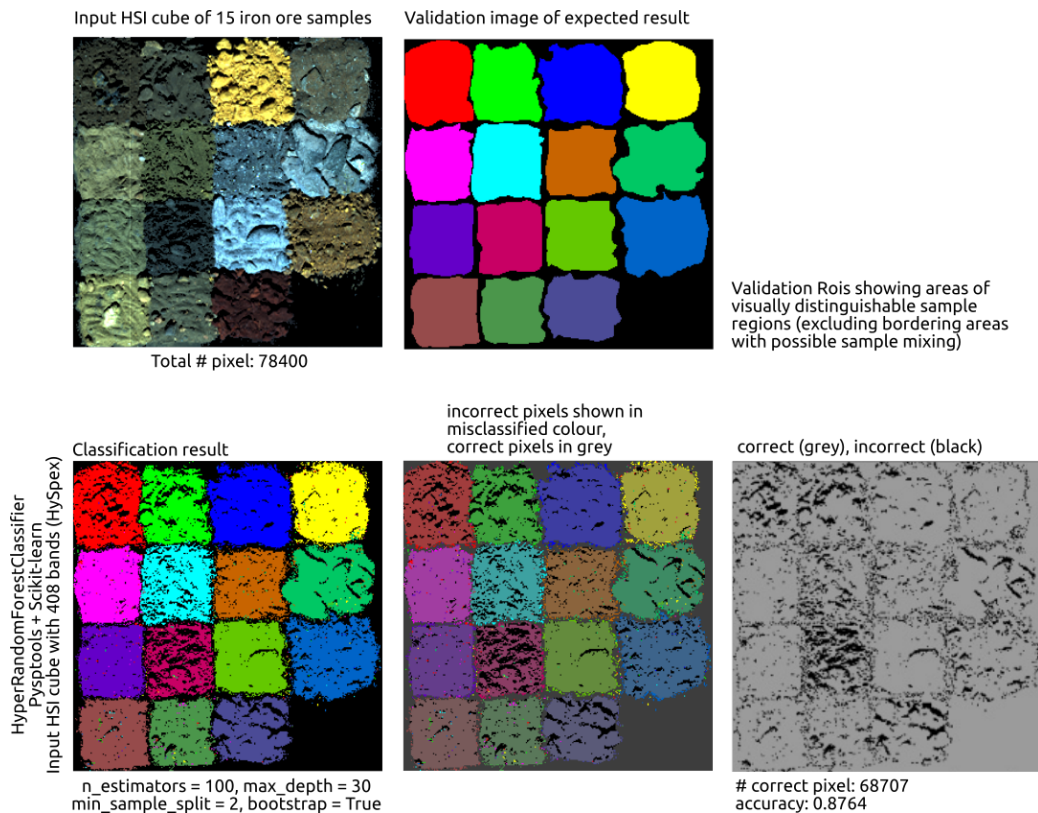 Input HSI cube of 15 iron ore samples
Validation image of expected result
Validation Rois showing areas of
visually distinguishable sample
regions (excluding bordering areas
with possible sample mixing)
Total # pixel: 78400
incorrect pixels shown in
misclassified colour,
correct pixels in grey
Classification result
correct (grey), incorrect (black)
HyperRandomForestClassifier
Pysptools + Scikit-learn
Input HSI cube with 408 bands (HySpex)
n_estimators = 100, max_depth = 30
min_sample_split = 2, bootstrap = True
# correct pixel: 68707
accuracy: 0.8764